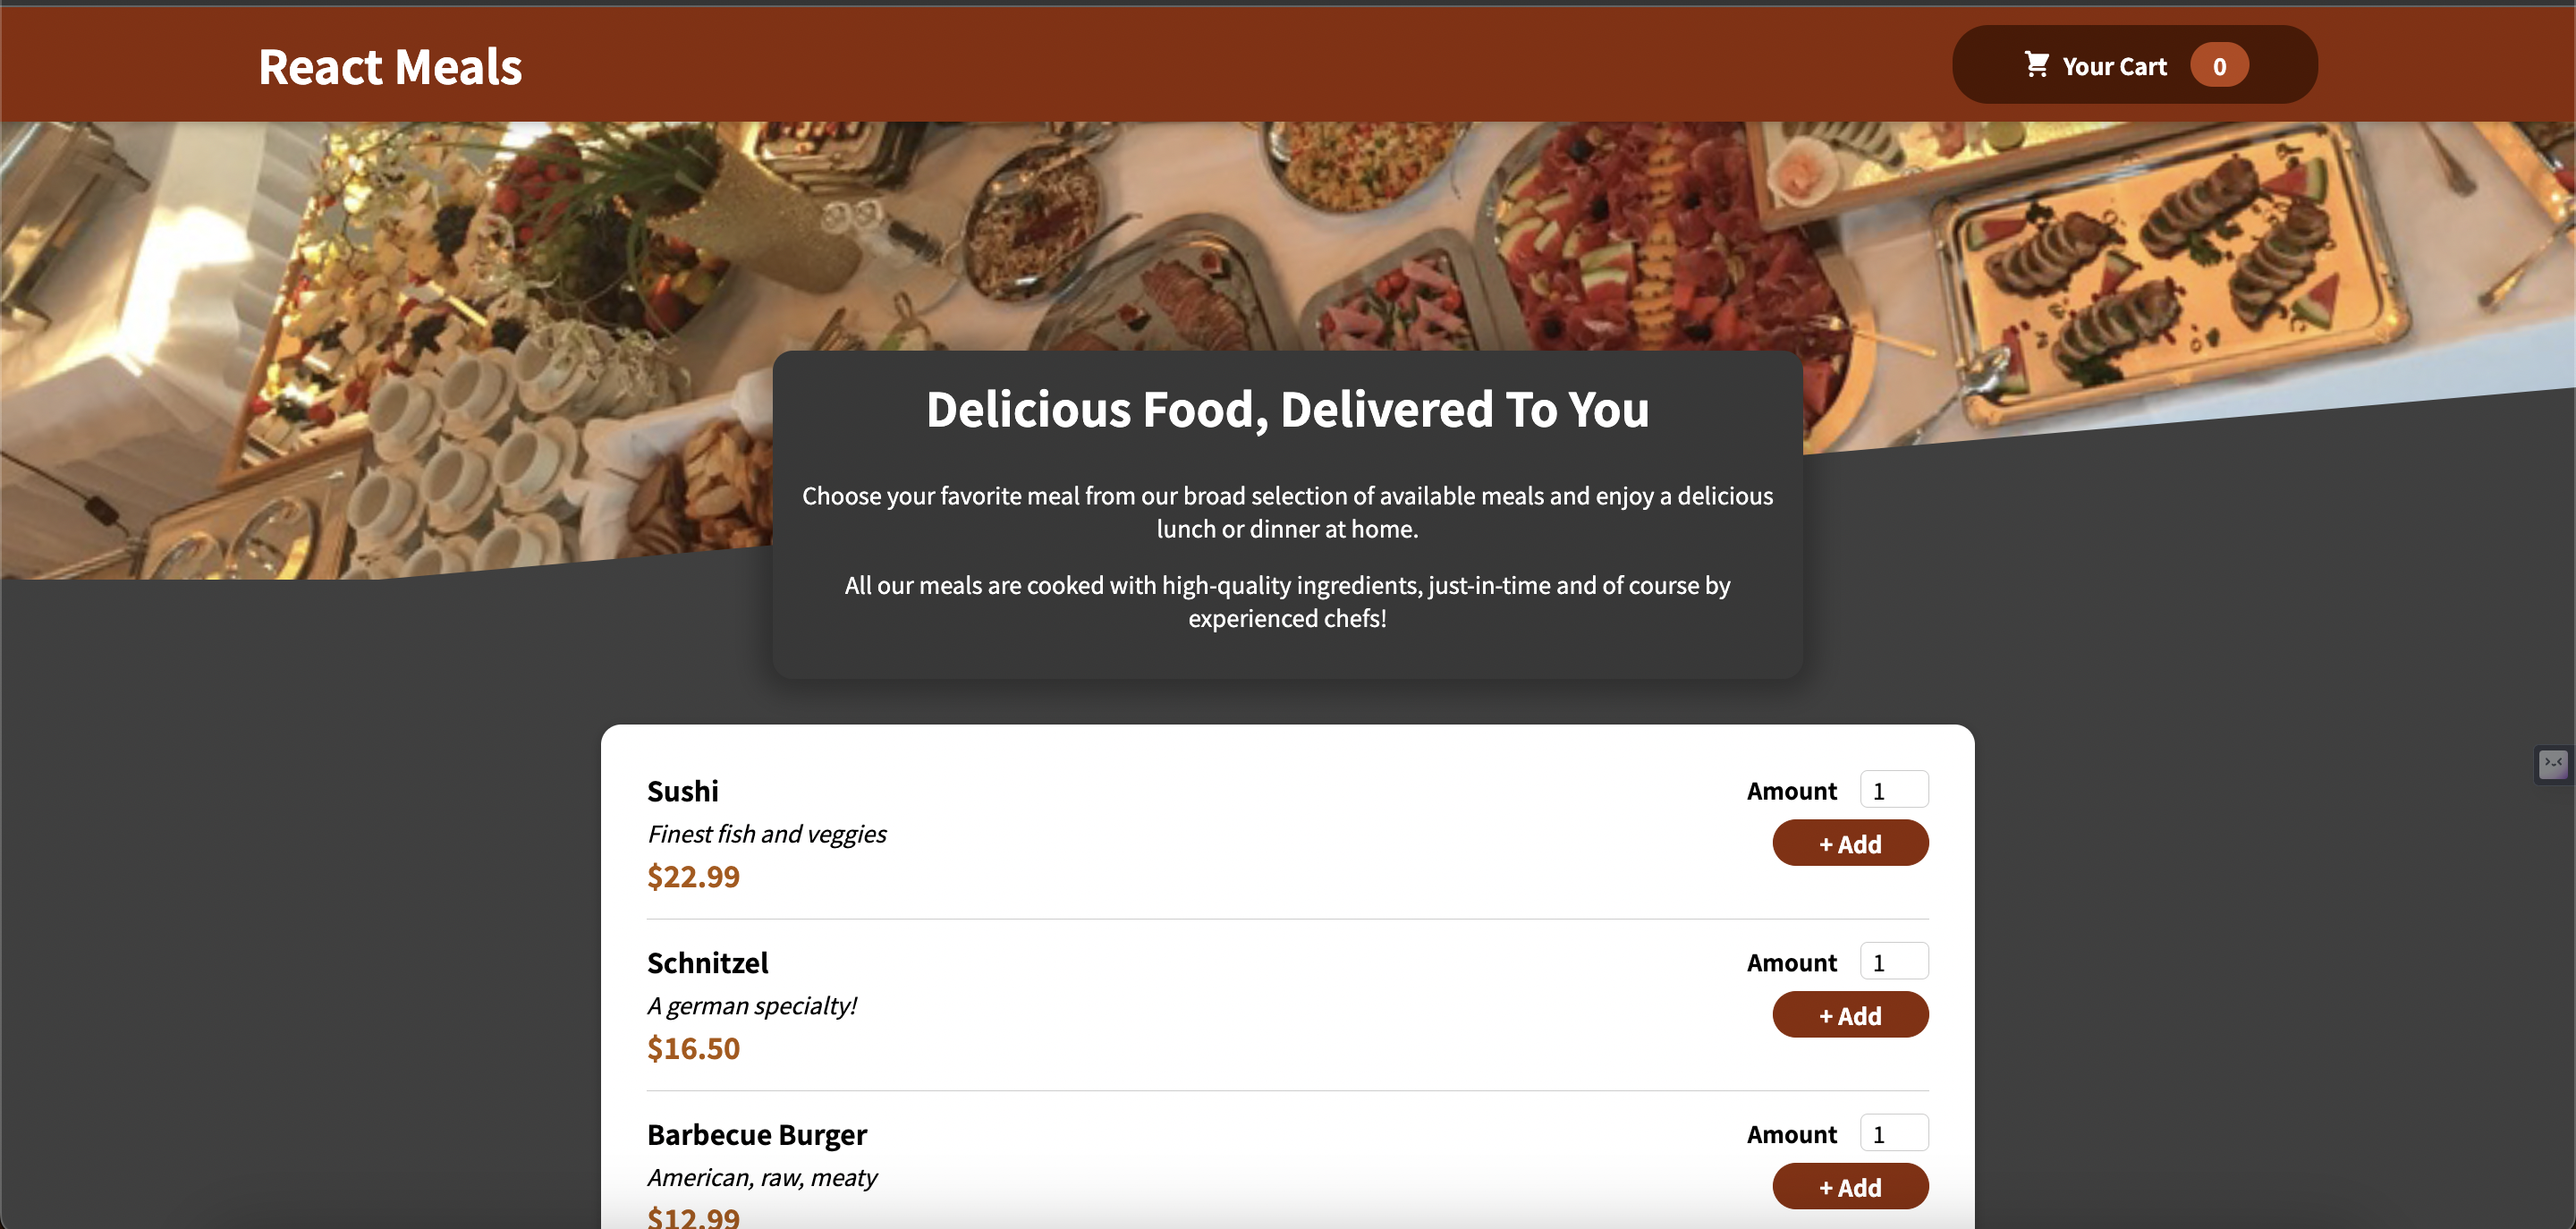 React Meals
Your Cart 0
Delicious Food, Delivered To You
Choose your favorite meal from our broad selection of available meals and enjoy a delicious
lunch or dinner at home.
All our meals are cooked with high-quality ingredients, just-in-time and of course by
experienced chefs!
Sushi
Finest fish and veggies
$22.99
Amount 1
+ Add
Schnitzel
A german specialty!
$16.50
Amount 1
+ Add
Barbecue Burger
American, raw, meaty
$12.99
Amount 1
+ Add